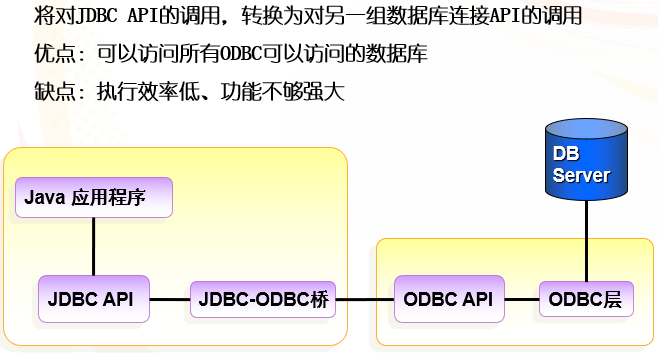 将对JDBC API的调用，转换为对另一组数据库连接API的调用
优点：可以访问所有ODBC可以访问的数据库
缺点：执行效率低、功能不够强大
DB
Server
Java 应用程序
JDBC API
JDBC-ODBC桥
ODBC API
ODBC层